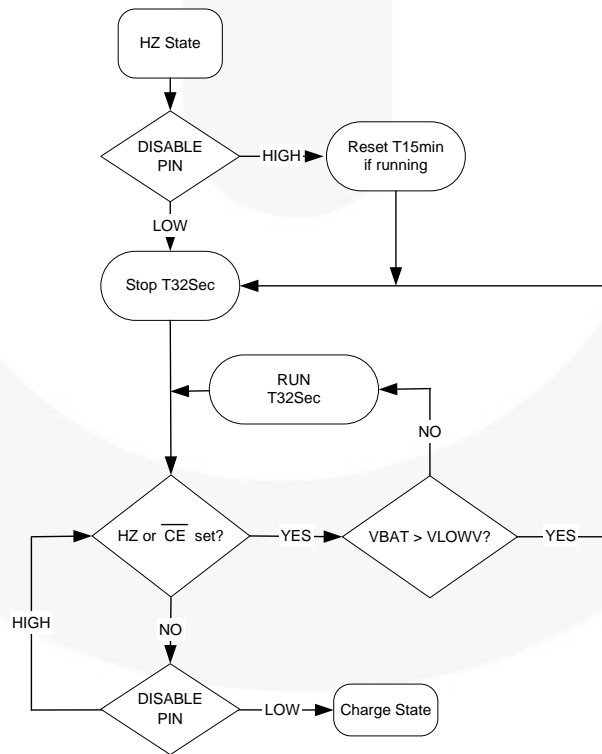 HZ State
DISABLE
PIN
HIGH
Reset T15min
if running
LOW
Stop T32Sec
RUN
T32Sec
NO
HZ or C̅E̅ set?
YES
VBAT > VLOWV?
YES
HIGH
NO
DISABLE
PIN
LOW
Charge State